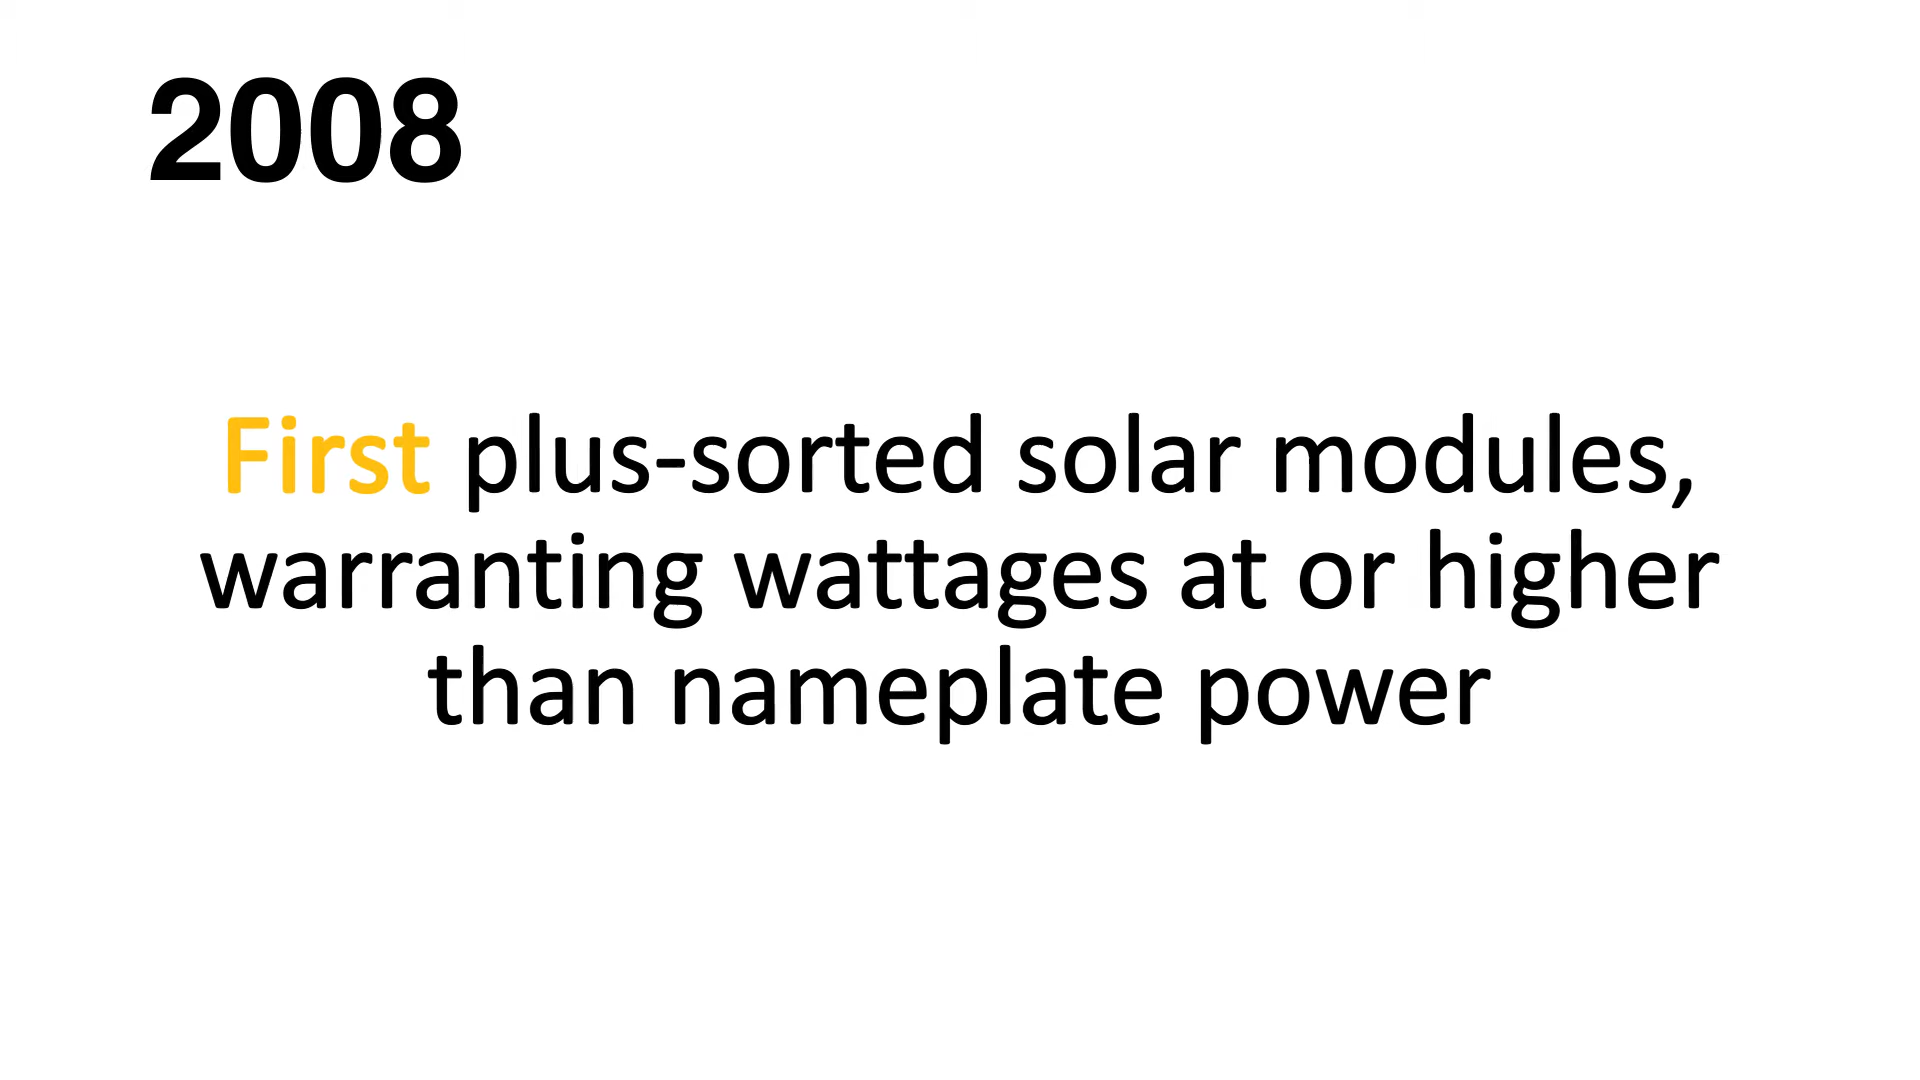 2008
First plus-sorted solar modules,
warranting wattages at or higher
than nameplate power